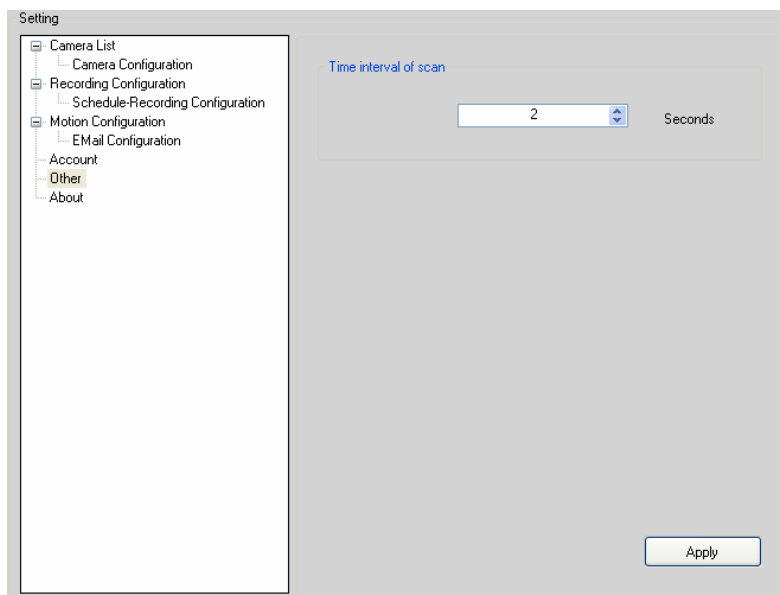 Setting
Camera List
Camera Configuration
Recording Configuration
Schedule-Recording Configuration
Motion Configuration
EMail Configuration
Account
Other
About
Time interval of scan
2
Seconds
Apply